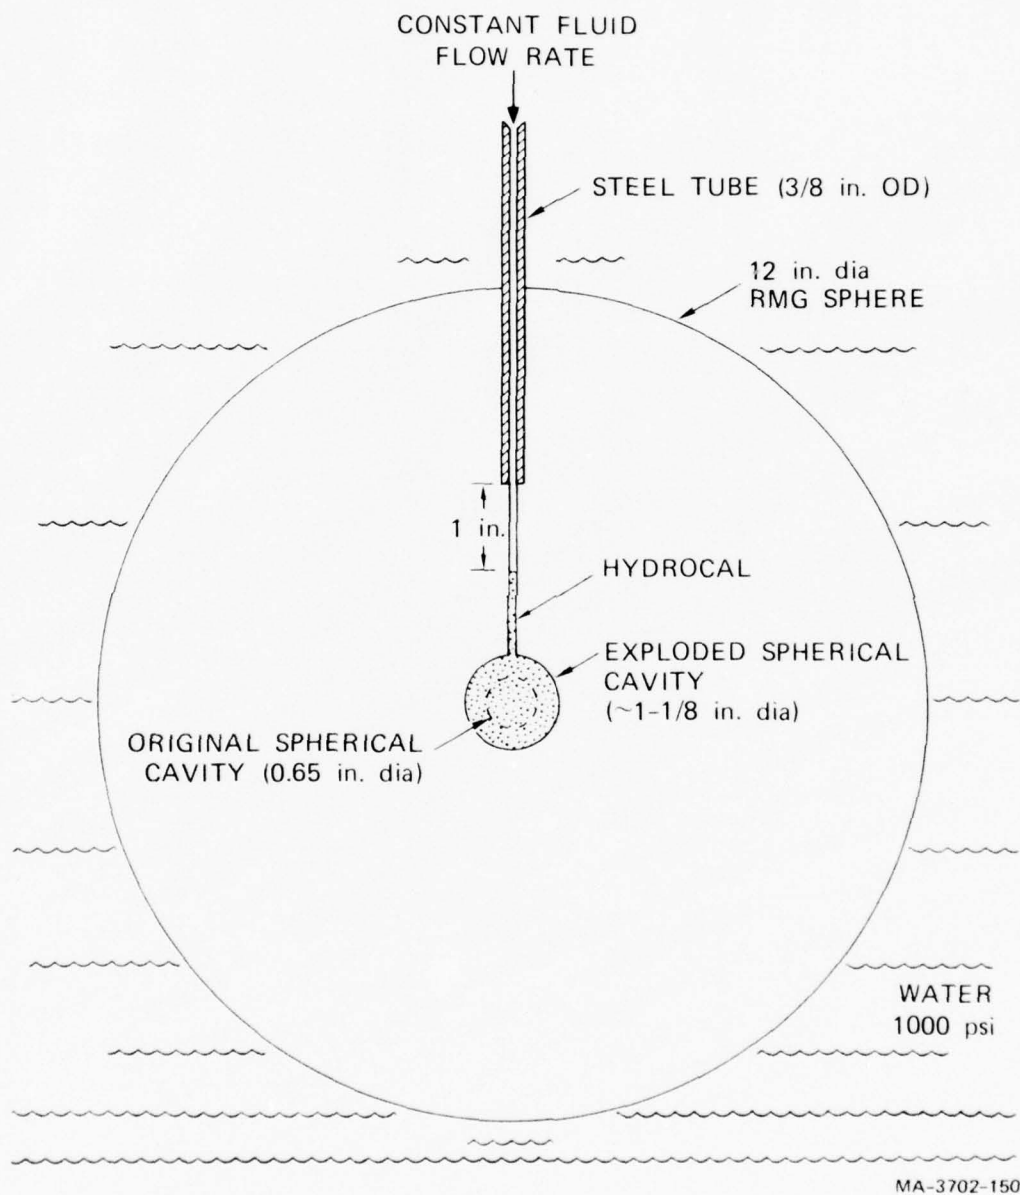 CONSTANT FLUID
FLOW RATE
STEEL TUBE (3/8 in. OD)
12 in. dia
RMG SPHERE
1 in.
HYDROCAL
EXPLODED SPHERICAL
CAVITY
(~1-1/8 in. dia)
ORIGINAL SPHERICAL
CAVITY (0.65 in. dia)
WATER
1000 psi
MA-3702-150